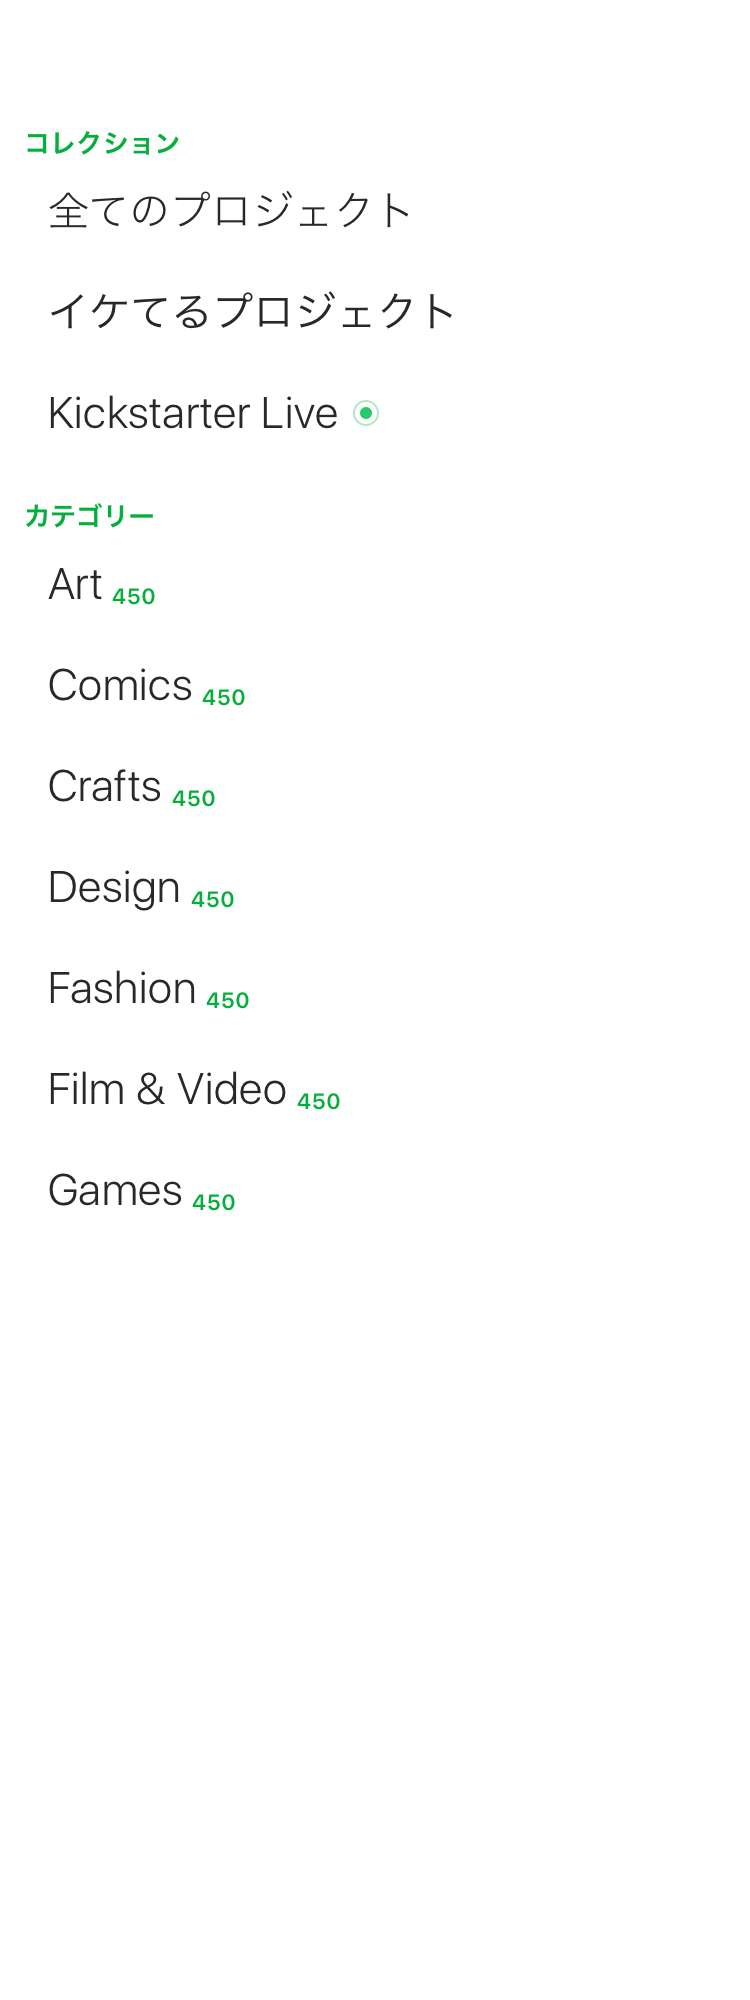 コレクション
全てのプロジェクト
イケてるプロジェクト
Kickstarter Live
カテゴリー
Art 450
Comics 450
Crafts 450
Design 450
Fashion 450
Film & Video 450
Games 450